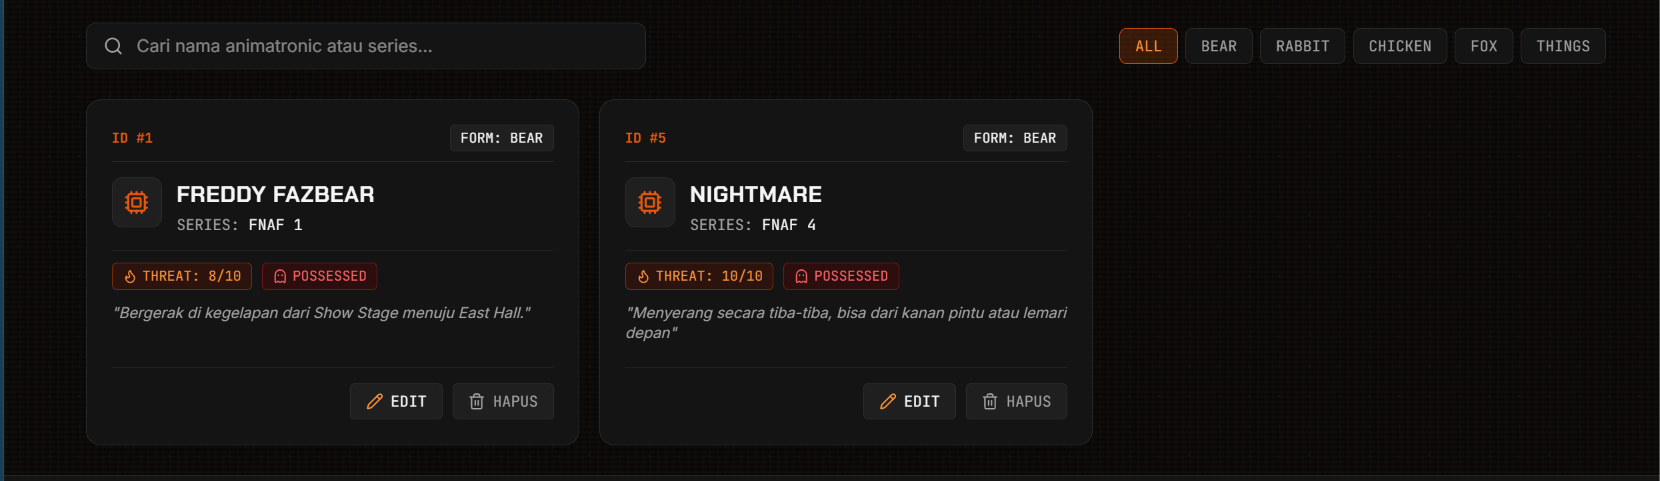 Cari nama animatronic atau series...
ALL
BEAR
RABBIT
CHICKEN
FOX
THINGS
ID #1
FORM: BEAR
FREDDY FAZBEAR
SERIES: FNAF 1
THREAT: 8/10
POSSESSED
"Bergerak di kegelapan dari Show Stage menuju East Hall."
EDIT
HAPUS
ID #5
FORM: BEAR
NIGHTMARE
SERIES: FNAF 4
THREAT: 10/10
POSSESSED
"Menyerang secara tiba-tiba, bisa dari kanan pintu atau lemari
depan"
EDIT
HAPUS